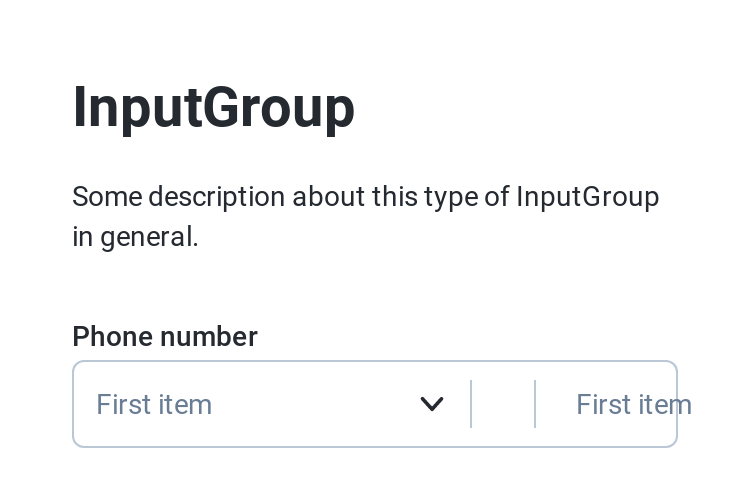 InputGroup
Some description about this type of InputGroup
in general.
Phone number
First item First item